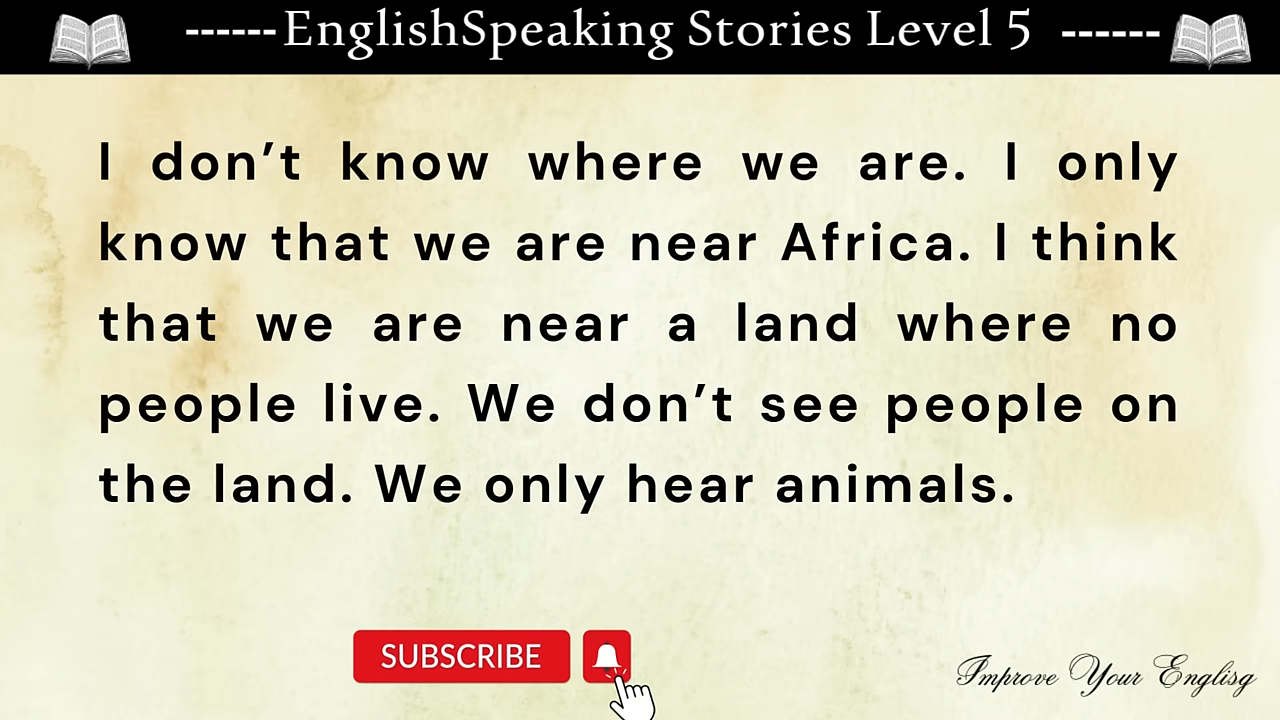 ------EnglishSpeaking Stories Level 5 ------
I don’t know where we are. I only
know that we are near Africa. I think
that we are near a land where no
people live. We don’t see people on
the land. We only hear animals.
SUBSCRIBE
Improve Your Englisg